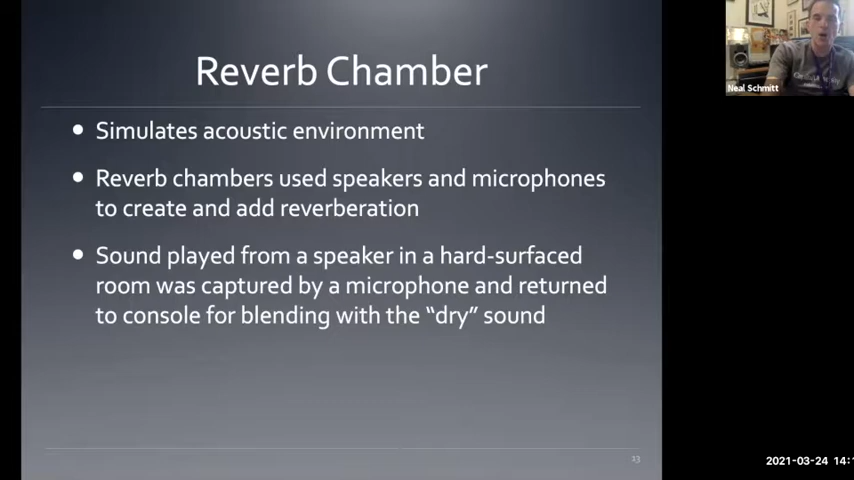 Reverb Chamber
Simulates acoustic environment
Reverb chambers used speakers and microphones
to create and add reverberation
Sound played from a speaker in a hard-surfaced
room was captured by a microphone and returned
to console for blending with the “dry” sound
13
Neal Schmitt
2021-03-24 14: